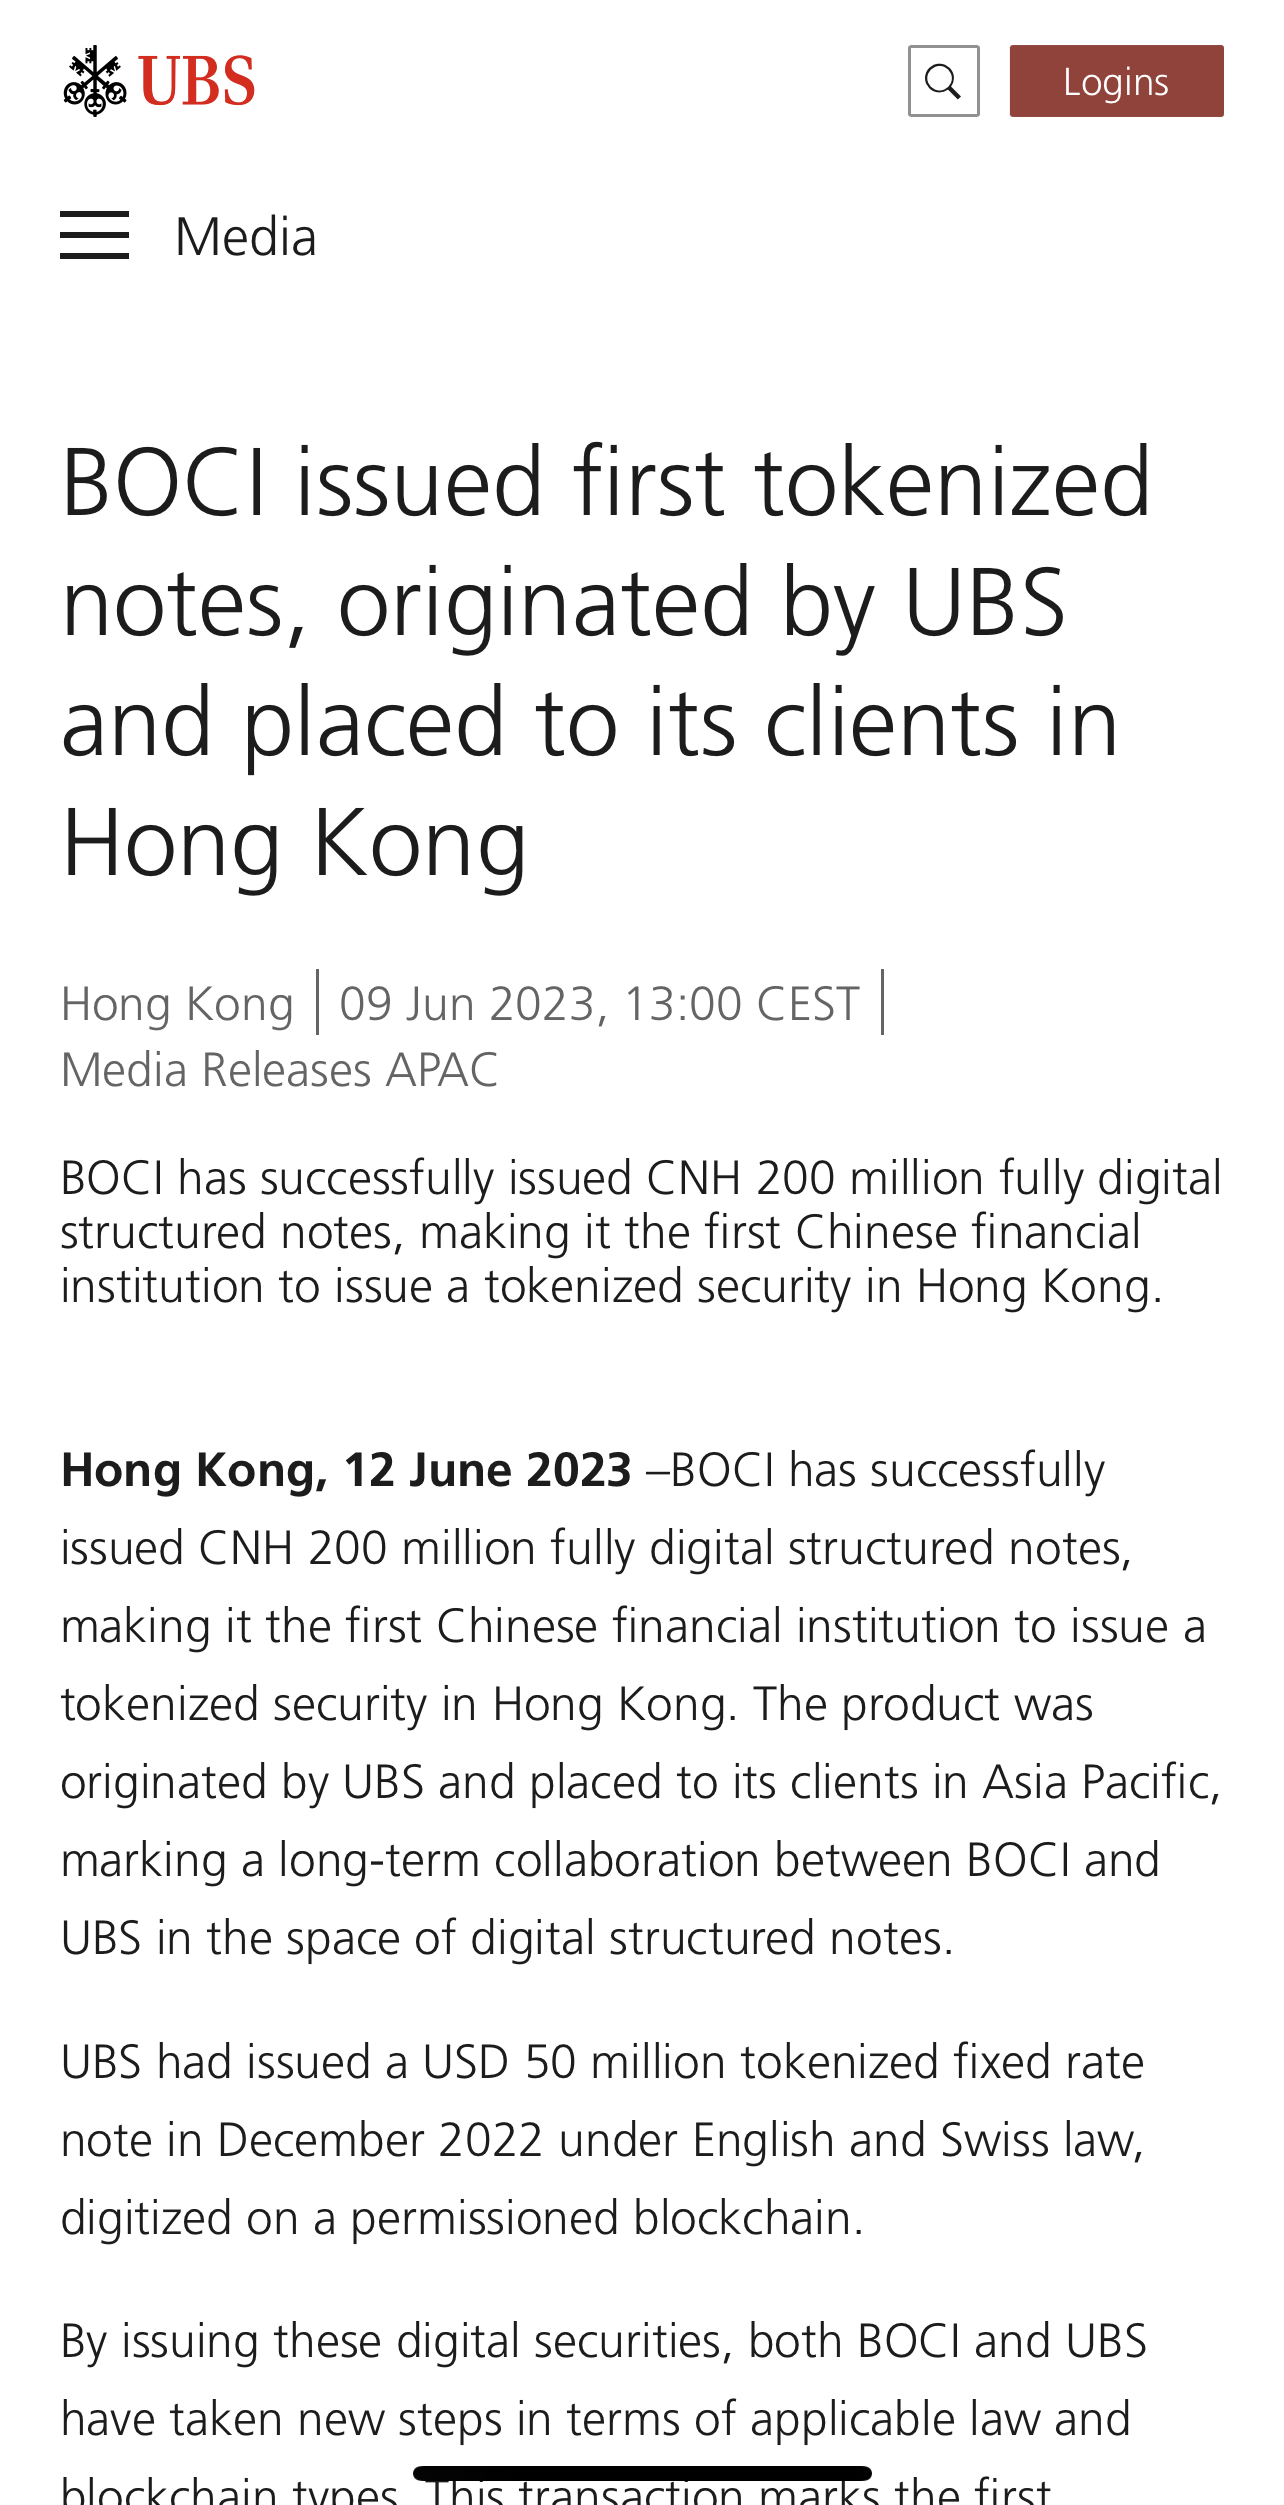 UBS
Logins
Media
BOCI issued first tokenized
notes, originated by UBS
and placed to its clients in
Hong Kong
Hong Kong | 09 Jun 2023, 13:00 CEST |
Media Releases APAC
BOCI has successfully issued CNH 200 million fully digital
structured notes, making it the first Chinese financial
institution to issue a tokenized security in Hong Kong.
Hong Kong, 12 June 2023 –BOCI has successfully
issued CNH 200 million fully digital structured notes,
making it the first Chinese financial institution to issue a
tokenized security in Hong Kong. The product was
originated by UBS and placed to its clients in Asia Pacific,
marking a long-term collaboration between BOCI and
UBS in the space of digital structured notes.
UBS had issued a USD 50 million tokenized fixed rate
note in December 2022 under English and Swiss law,
digitized on a permissioned blockchain.
By issuing these digital securities, both BOCI and UBS
have taken new steps in terms of applicable law and
blockchain types. This transaction marks the first